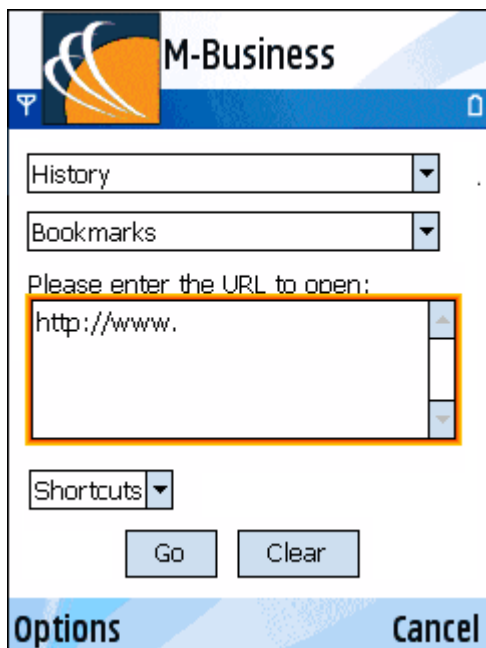 M-Business
History
Bookmarks
Please enter the URL to open:
http://www.
Shortcuts
Go Clear
Options Cancel